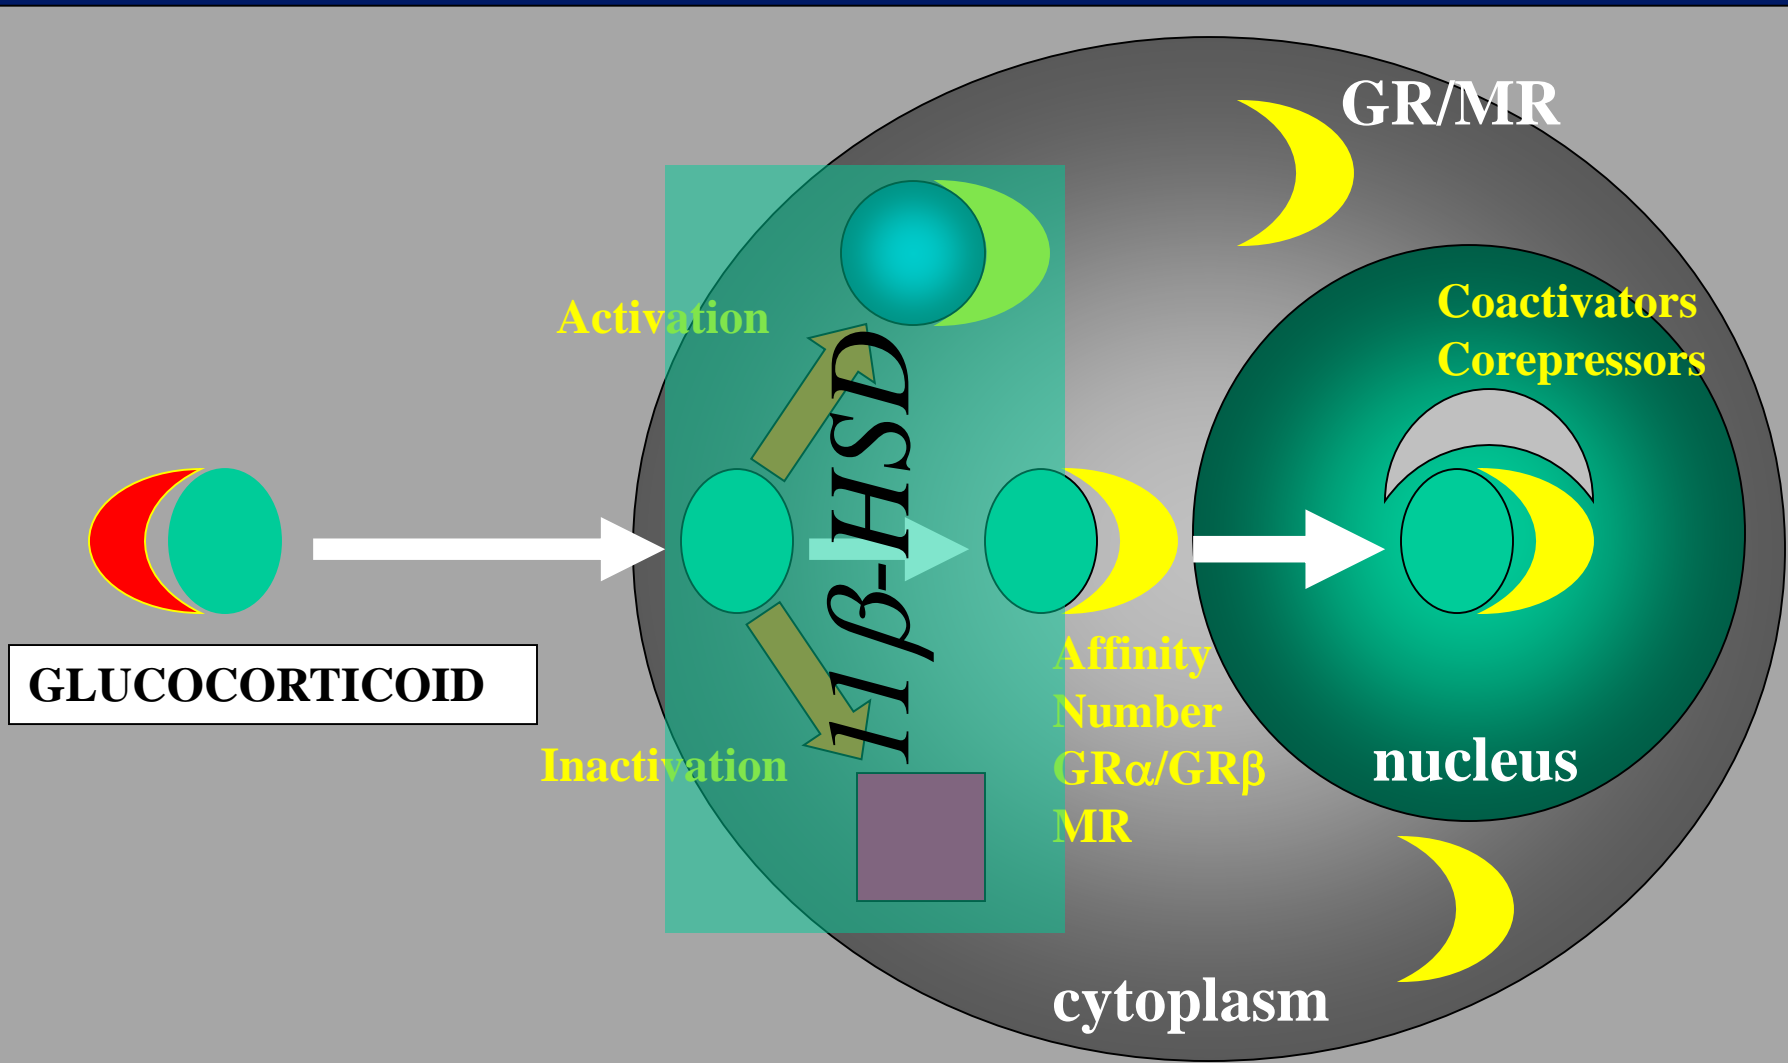 GR/MR
Coactivators
Corepressors
Activation
11β-HSD
GLUCOCORTICOID
Inactivation
Affinity
Number
GRα/GRβ
MR
nucleus
cytoplasm